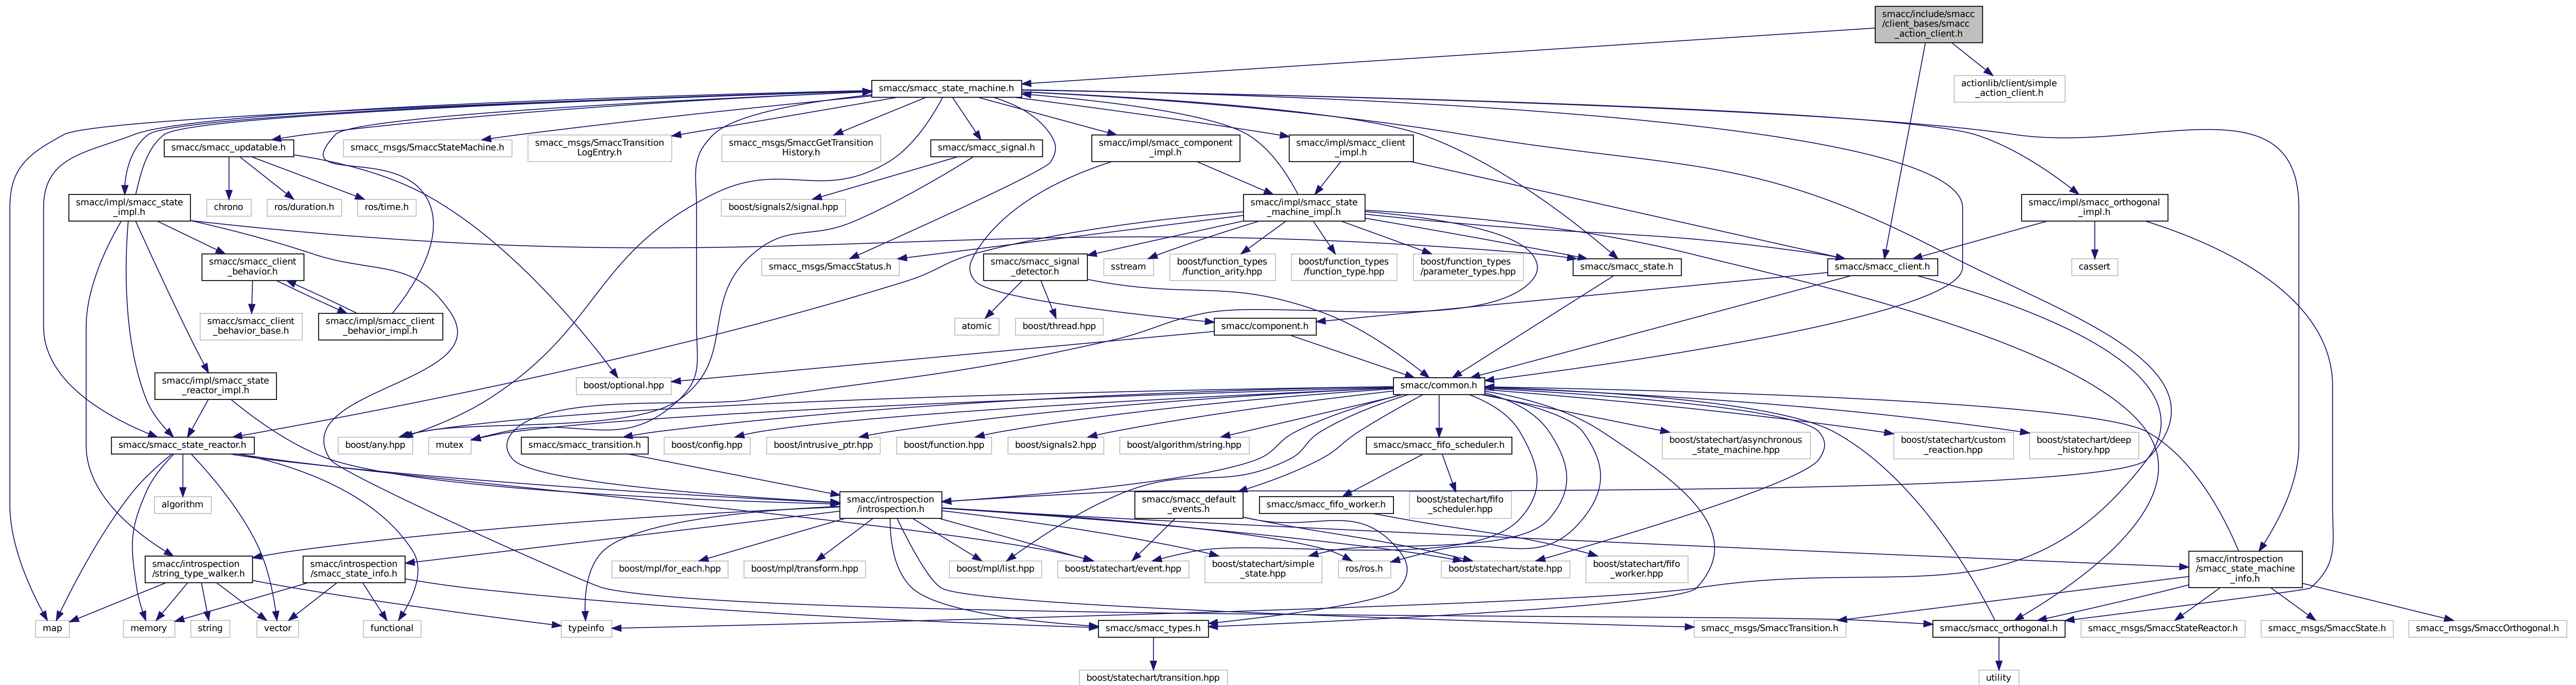 smacc/include/smacc
/client_bases/smacc
_action_client.h
smacc/smacc_state_machine.h
actionlib/client/simple
_action_client.h
smacc/smacc_updatable.h
smacc_msgs/SmaccStateMachine.h
smacc_msgs/SmaccTransition
LogEntry.h
smacc_msgs/SmaccGetTransition
History.h
smacc/smacc_signal.h
smacc/impl/smacc_component
_impl.h
smacc/impl/smacc_client
_impl.h
smacc/impl/smacc_state
_impl.h
chrono
ros/duration.h
ros/time.h
boost/signals2/signal.hpp
smacc/impl/smacc_state
_machine_impl.h
smacc/impl/smacc_orthogonal
_impl.h
smacc/smacc_client
_behavior.h
smacc_msgs/SmaccStatus.h
smacc/smacc_signal
_detector.h
sstream
boost/function_types
/function_arity.hpp
boost/function_types
/function_type.hpp
boost/function_types
/parameter_types.hpp
smacc/smacc_state.h
smacc/smacc_client.h
cassert
smacc/smacc_client
_behavior_base.h
smacc/impl/smacc_client
_behavior_impl.h
atomic
boost/thread.hpp
smacc/component.h
smacc/impl/smacc_state
_reactor_impl.h
boost/optional.hpp
smacc/common.h
smacc/smacc_state_reactor.h
boost/any.hpp
mutex
smacc/smacc_transition.h
boost/config.hpp
boost/intrusive_ptr.hpp
boost/function.hpp
boost/signals2.hpp
boost/algorithm/string.hpp
smacc/smacc_fifo_scheduler.h
boost/statechart/asynchronous
_state_machine.hpp
boost/statechart/custom
_reaction.hpp
boost/statechart/deep
_history.hpp
algorithm
smacc/introspection
/introspection.h
smacc/smacc_default
_events.h
smacc/smacc_fifo_worker.h
boost/statechart/fifo
_scheduler.hpp
smacc/introspection
/string_type_walker.h
smacc/introspection
/smacc_state_info.h
boost/mpl/for_each.hpp
boost/mpl/transform.hpp
boost/mpl/list.hpp
boost/statechart/event.hpp
boost/statechart/simple
_state.hpp
ros/ros.h
boost/statechart/state.hpp
boost/statechart/fifo
_worker.hpp
smacc/introspection
/smacc_state_machine
_info.h
map
memory
string
vector
functional
typeinfo
smacc/smacc_types.h
smacc_msgs/SmaccTransition.h
smacc/smacc_orthogonal.h
smacc_msgs/SmaccStateReactor.h
smacc_msgs/SmaccState.h
smacc_msgs/SmaccOrthogonal.h
boost/statechart/transition.hpp
utility